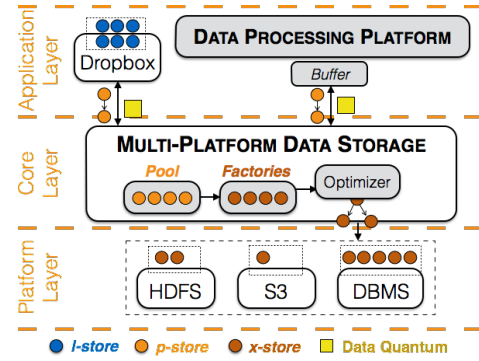 Application
Layer
Dropbox
DATA PROCESSING PLATFORM
Buffer
Core
Layer
MULTI-PLATFORM DATA STORAGE
Pool
Factories
Optimizer
Platform
Layer
HDFS
S3
DBMS
l-store
p-store
x-store
Data Quantum